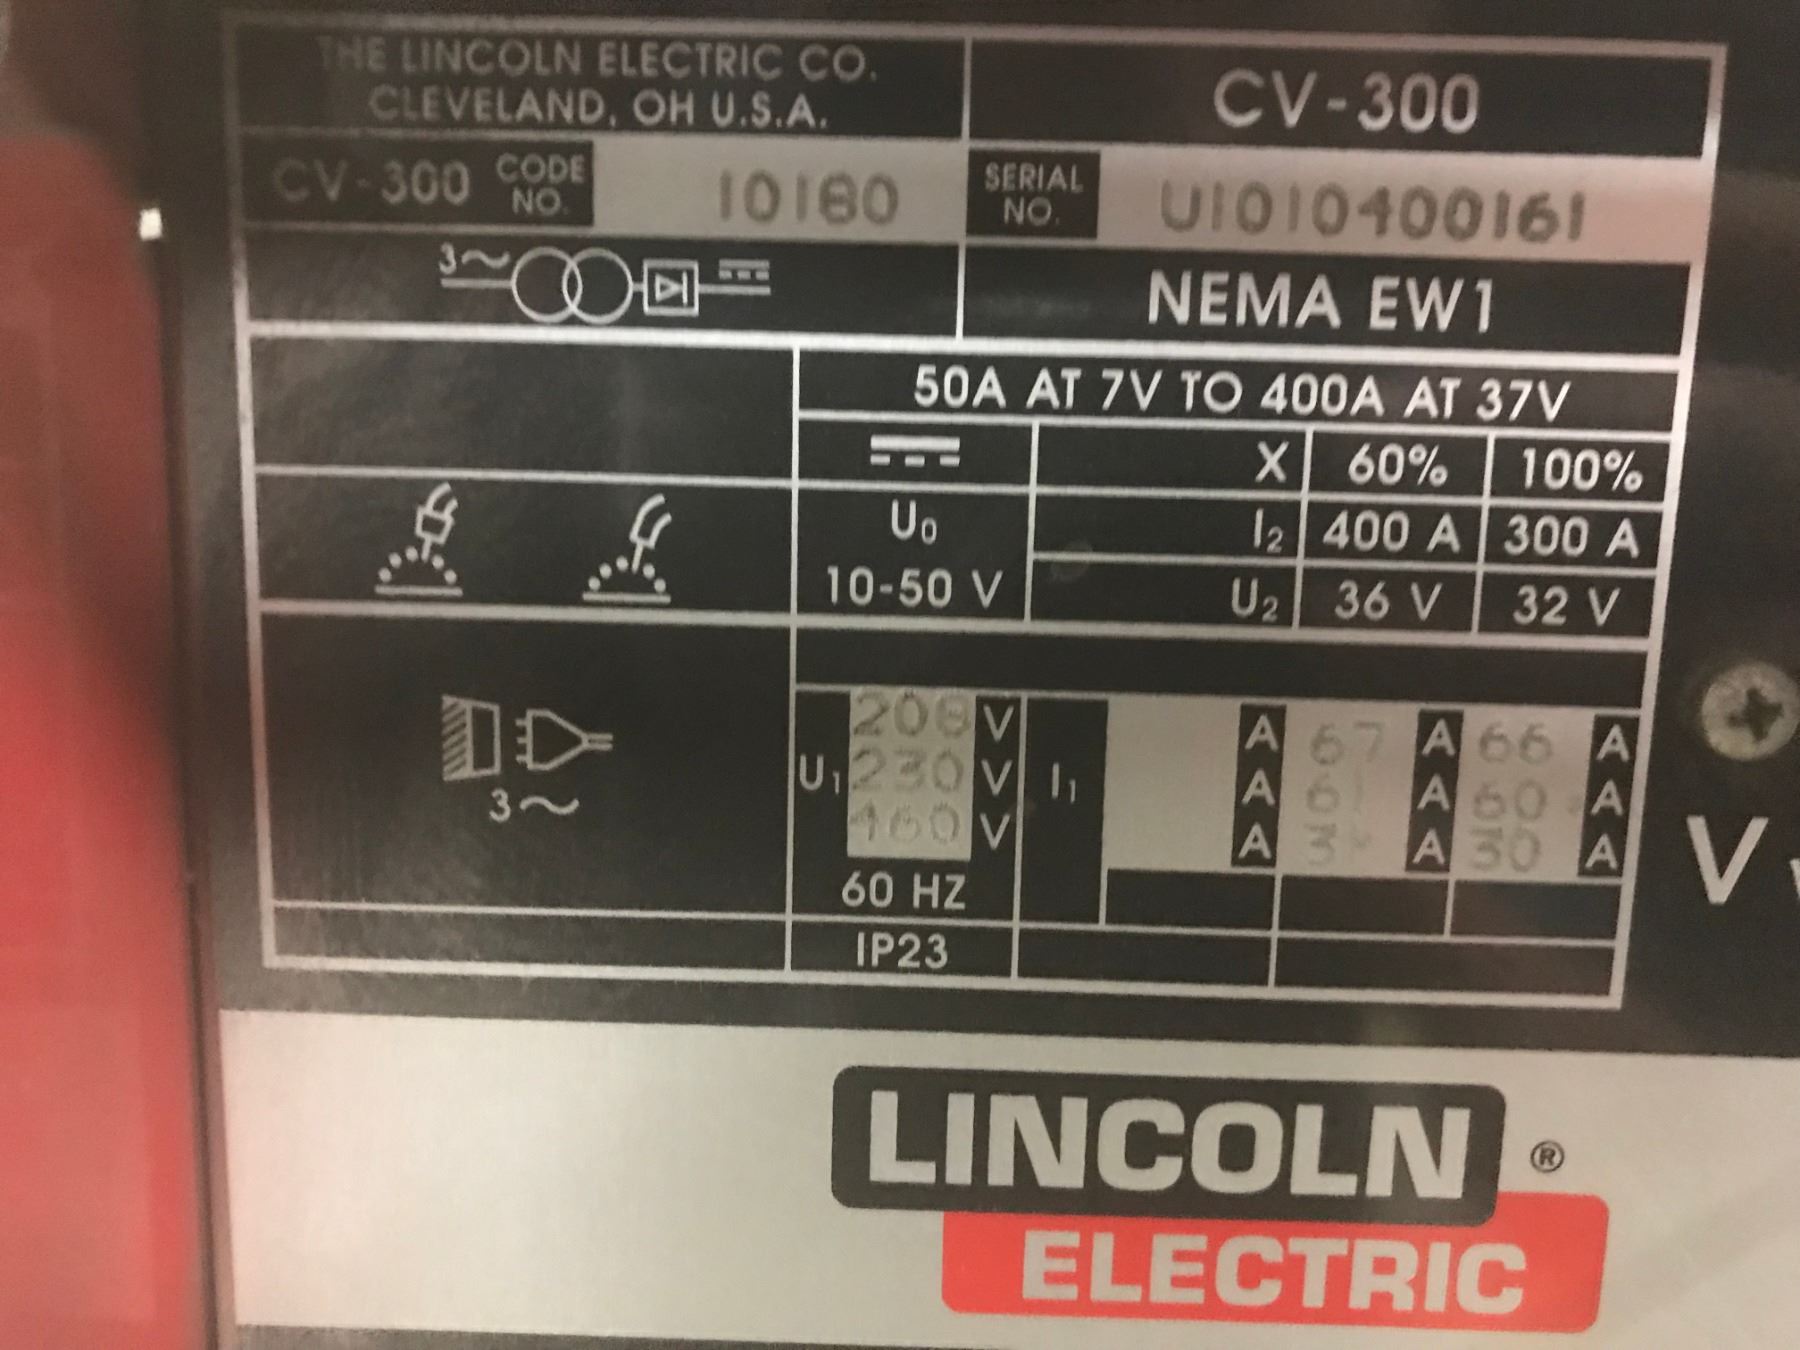 THE LINCOLN ELECTRIC CO.
CLEVELAND, OH U.S.A.
CV-300
CV-300 CODE NO. 10180
SERIAL NO. U1010400161
3~
NEMA EW1
50A AT 7V TO 400A AT 37V
X 60% 100%
U0
10-50 V
I2 400 A 300 A
U2 36 V 32 V
3~
U1 208 V I1 A 67 A 66 A
230 V A 61 A 60 A
460 V A A 30 A
60 HZ
IP23
V
LINCOLN ®
ELECTRIC